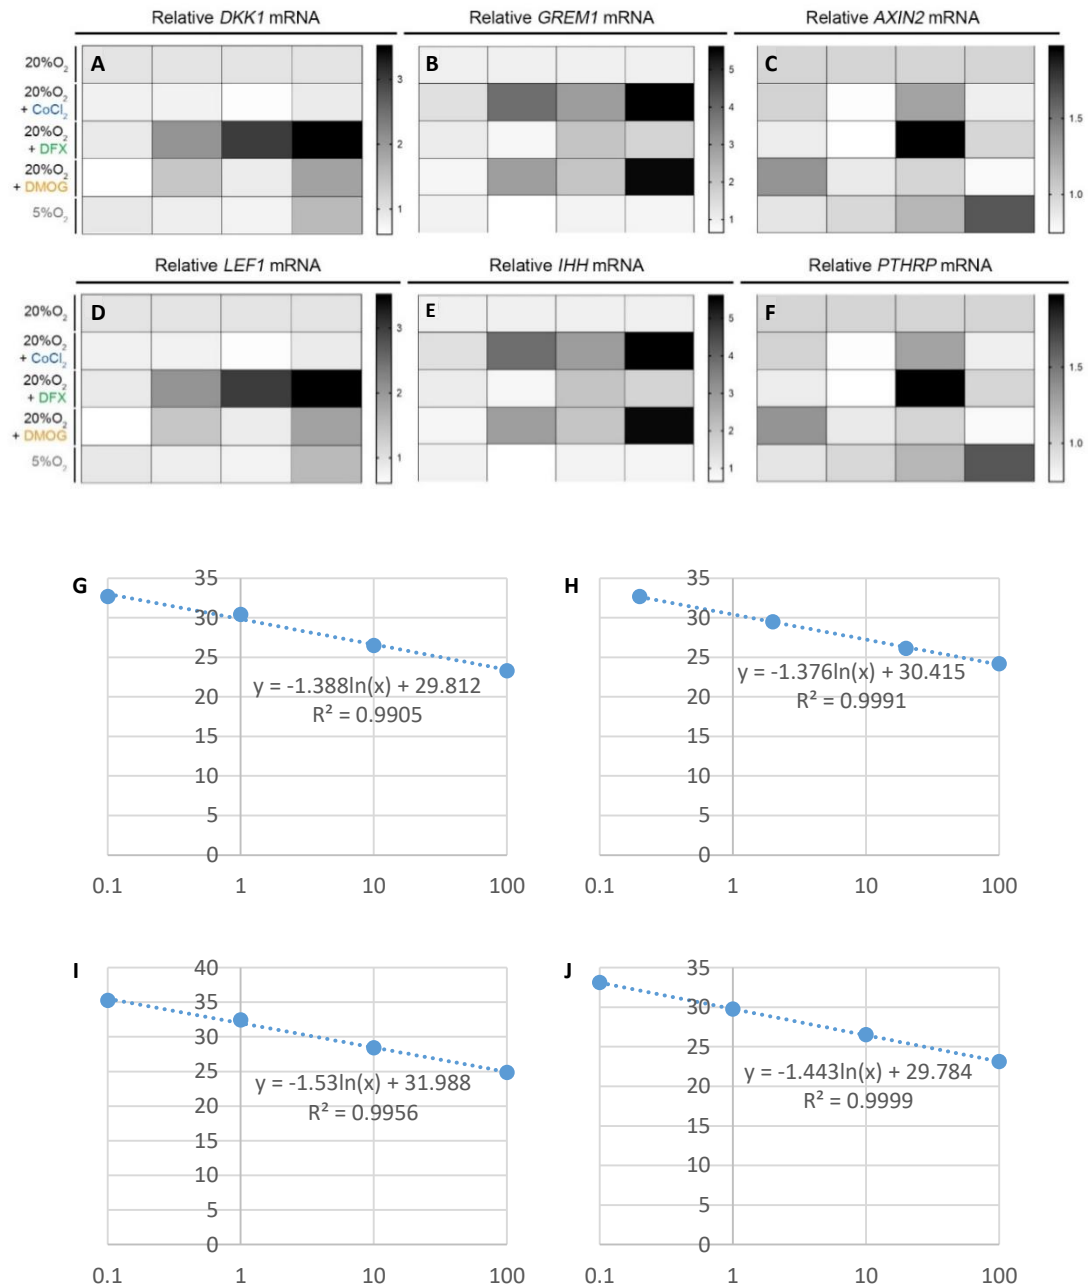 Relative DKK1 mRNA
Relative GREM1 mRNA
Relative AXIN2 mRNA
20%O₂
20%O₂
+ CoCl₂
20%O₂
+ DFX
20%O₂
+ DMOG
5%O₂
A
3
2
1
B
5
4
3
2
1
C
1.5
1.0
Relative LEF1 mRNA
Relative IHH mRNA
Relative PTHRP mRNA
20%O₂
20%O₂
+ CoCl₂
20%O₂
+ DFX
20%O₂
+ DMOG
5%O₂
D
3
2
1
E
5
4
3
2
1
F
1.5
1.0
G
35
30
25
20
15
10
5
0
y = -1.388ln(x) + 29.812
R² = 0.9905
0.1 1 10 100
H
35
30
25
20
15
10
5
0
y = -1.376ln(x) + 30.415
R² = 0.9991
0.1 1 10 100
I
40
35
30
25
20
15
10
5
0
y = -1.53ln(x) + 31.988
R² = 0.9956
0.1 1 10 100
J
35
30
25
20
15
10
5
0
y = -1.443ln(x) + 29.784
R² = 0.9999
0.1 1 10 100